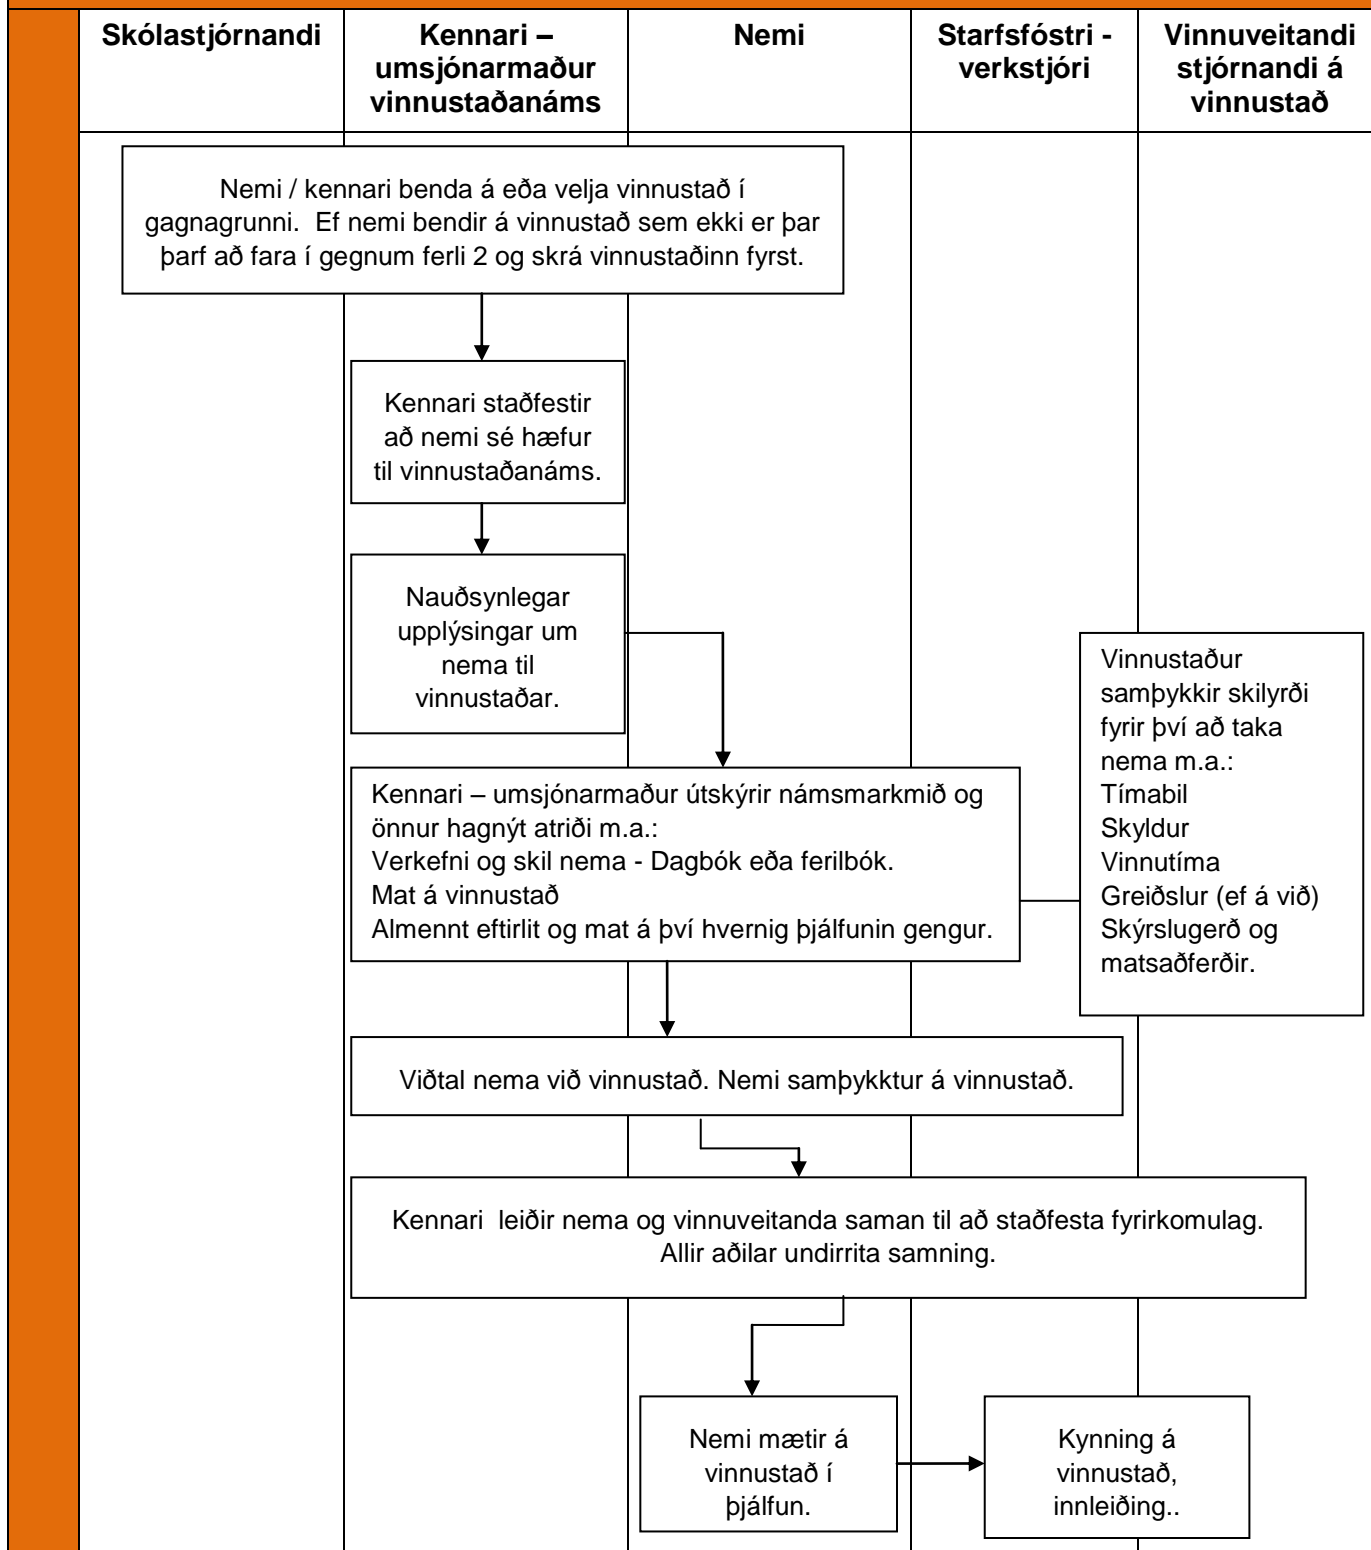 Skólastjórnandi
Kennari –
umsjónarmaður
vinnustaðanáms
Nemi
Starfsfóstri -
verkstjóri
Vinnuveitandi
stjórnandi á
vinnustað
Nemi / kennari benda á eða velja vinnustað í
gagnagrunni.  Ef nemi bendir á vinnustað sem ekki er þar
þarf að fara í gegnum ferli 2 og skrá vinnustaðinn fyrst.
Kennari staðfestir
að nemi sé hæfur
til vinnustaðanáms.
Nauðsynlegar
upplýsingar um
nema til
vinnustaðar.
Vinnustaður
samþykkir skilyrði
fyrir því að taka
nema m.a.:
Tímabil
Skyldur
Vinnutíma
Greiðslur (ef á við)
Skýrslugerð og
matsaðferðir.
Kennari – umsjónarmaður útskýrir námsmarkmið og
önnur hagnýt atriði m.a.:
Verkefni og skil nema - Dagbók eða ferilbók.
Mat á vinnustað
Almennt eftirlit og mat á því hvernig þjálfunin gengur.
Viðtal nema við vinnustað. Nemi samþykktur á vinnustað.
Kennari  leiðir nema og vinnuveitanda saman til að staðfesta fyrirkomulag.
Allir aðilar undirrita samning.
Nemi mætir á
vinnustað í
þjálfun.
Kynning á
vinnustað,
innleiðing..